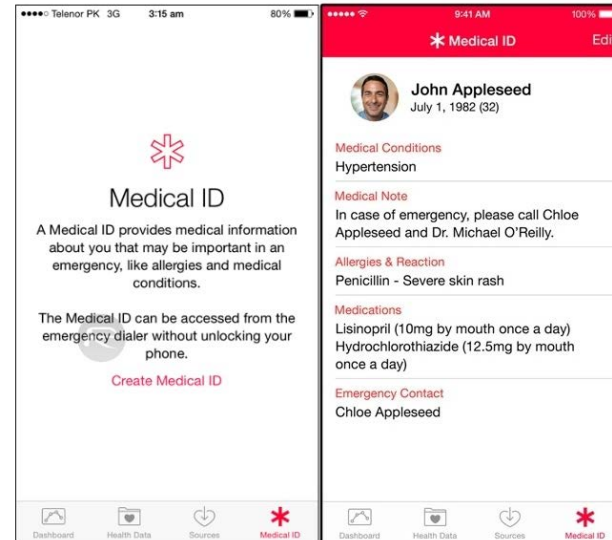 Telenor PK 3G 3:15 am 80%
Medical ID
A Medical ID provides medical information
about you that may be important in an
emergency, like allergies and medical
conditions.
The Medical ID can be accessed from the
emergency dialer without unlocking your
phone.
Create Medical ID
Dashboard Health Data Sources Medical ID
9:41 AM 100%
Medical ID Edi
John Appleseed
July 1, 1982 (32)
Medical Conditions
Hypertension
Medical Note
In case of emergency, please call Chloe
Appleseed and Dr. Michael O’Reilly.
Allergies & Reaction
Penicillin - Severe skin rash
Medications
Lisinopril (10mg by mouth once a day)
Hydrochlorothiazide (12.5mg by mouth
once a day)
Emergency Contact
Chloe Appleseed
Dashboard Health Data Sources Medical ID